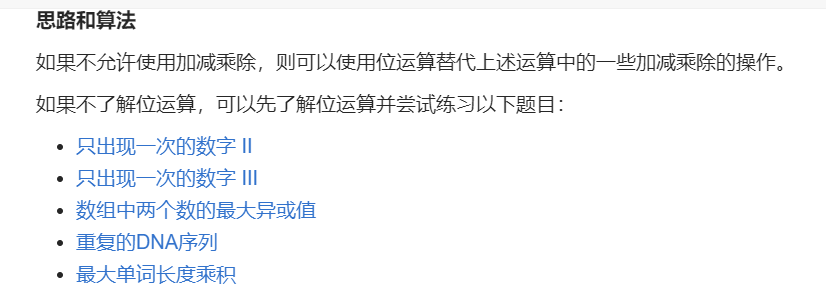 思路和算法
如果不允许使用加减乘除，则可以使用位运算替代上述运算中的一些加减乘除的操作。
如果不了解位运算，可以先了解位运算并尝试练习以下题目：
• 只出现一次的数字 II
• 只出现一次的数字 III
• 数组中两个数的最大异或值
• 重复的DNA序列
• 最大单词长度乘积